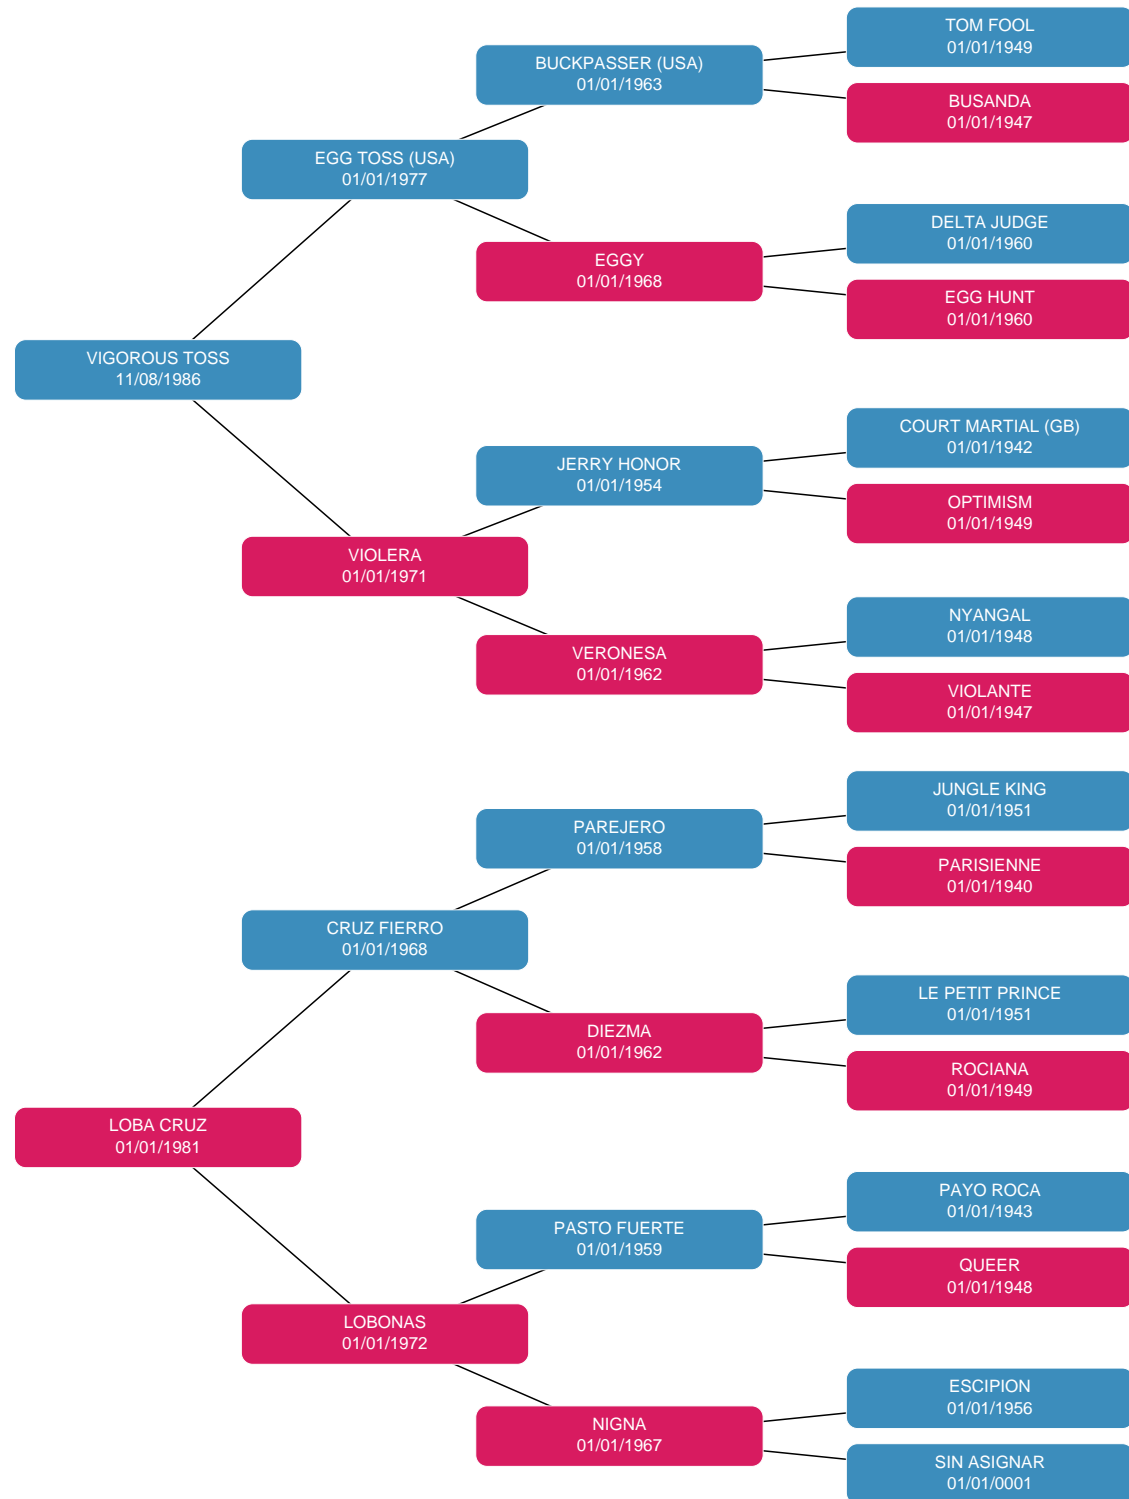 TOM FOOL
01/01/1949
BUCKPASSER (USA)
01/01/1963
BUSANDA
01/01/1947
EGG TOSS (USA)
01/01/1977
DELTA JUDGE
01/01/1960
EGGY
01/01/1968
EGG HUNT
01/01/1960
VIGOROUS TOSS
11/08/1986
COURT MARTIAL (GB)
01/01/1942
JERRY HONOR
01/01/1954
OPTIMISM
01/01/1949
VIOLERA
01/01/1971
NYANGAL
01/01/1948
VERONESA
01/01/1962
VIOLANTE
01/01/1947
JUNGLE KING
01/01/1951
PAREJERO
01/01/1958
PARISIENNE
01/01/1940
CRUZ FIERRO
01/01/1968
LE PETIT PRINCE
01/01/1951
DIEZMA
01/01/1962
ROCIANA
01/01/1949
LOBA CRUZ
01/01/1981
PAYO ROCA
01/01/1943
PASTO FUERTE
01/01/1959
QUEER
01/01/1948
LOBONAS
01/01/1972
ESCIPION
01/01/1956
NIGNA
01/01/1967
SIN ASIGNAR
01/01/0001